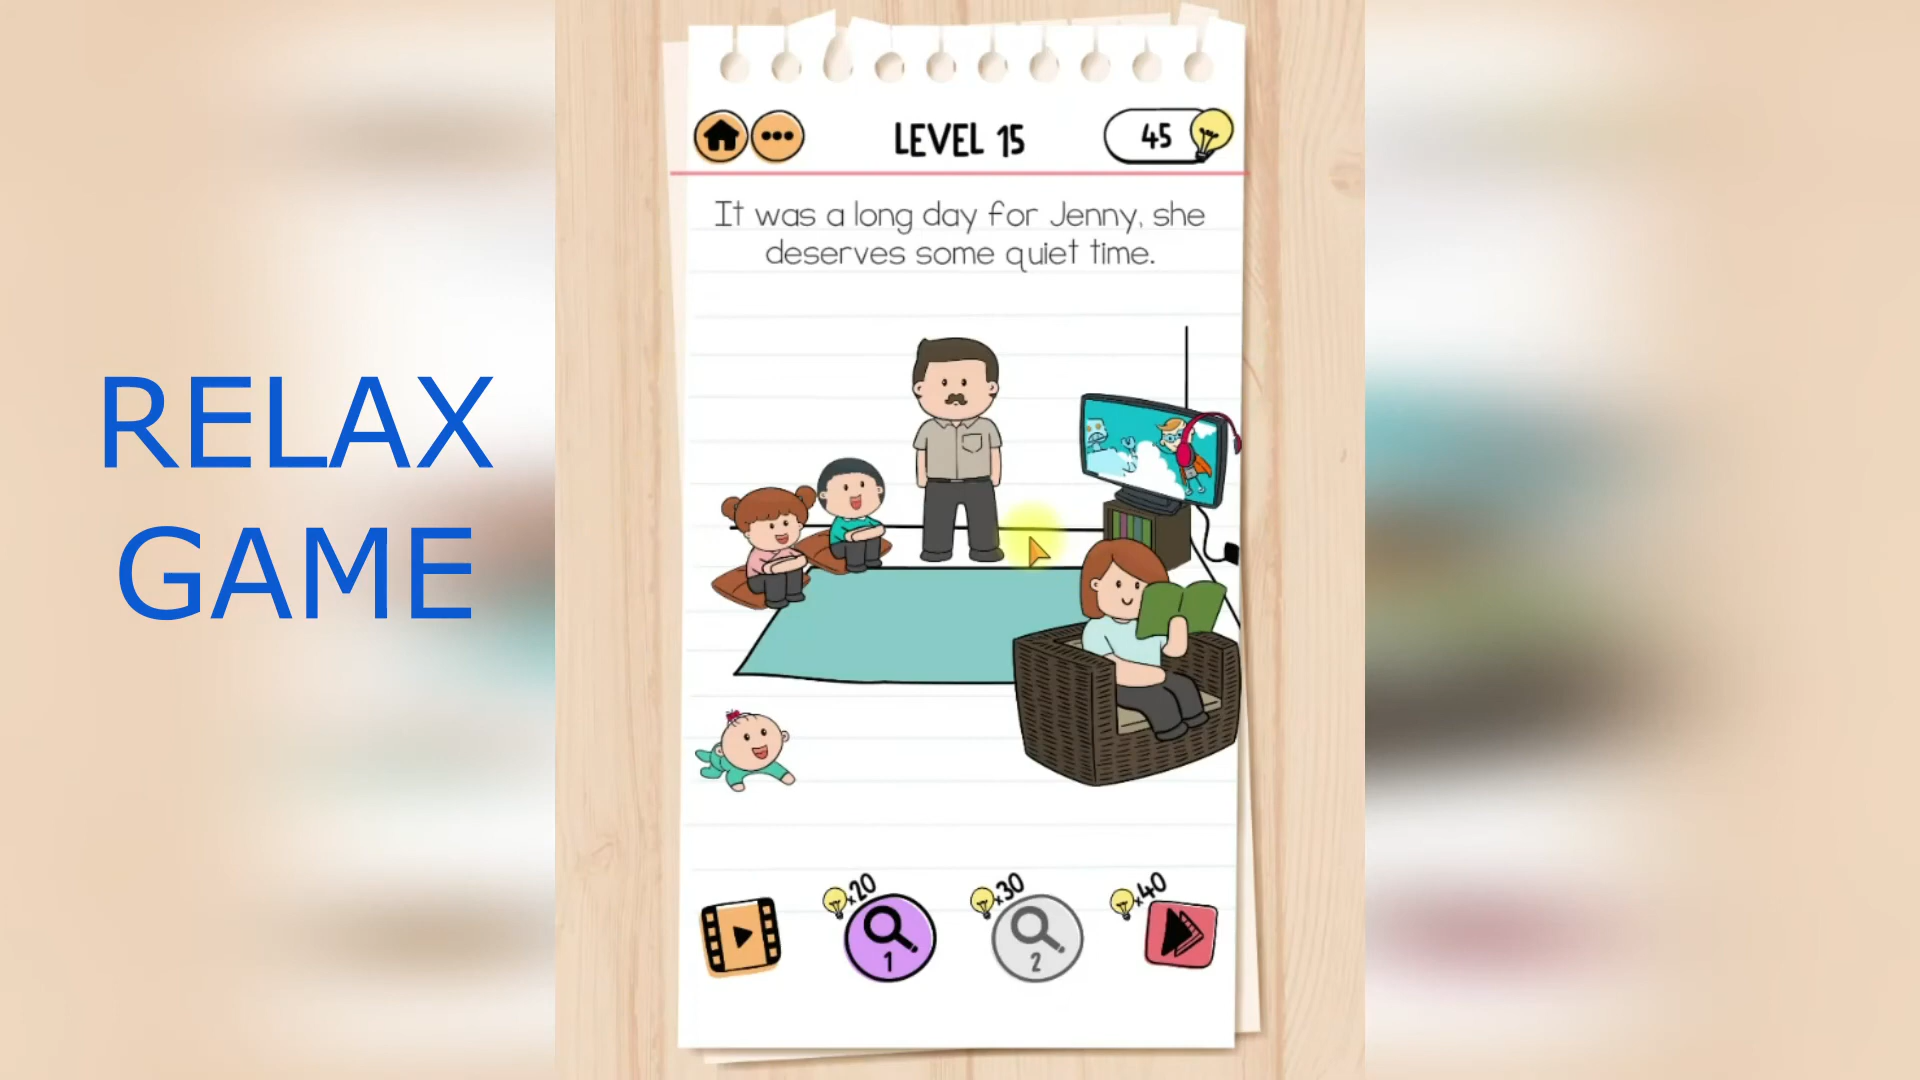 RELAX
GAME
LEVEL 15
45
It was a long day for Jenny, she
deserves some quiet time.
x20
1
x30
2
x40